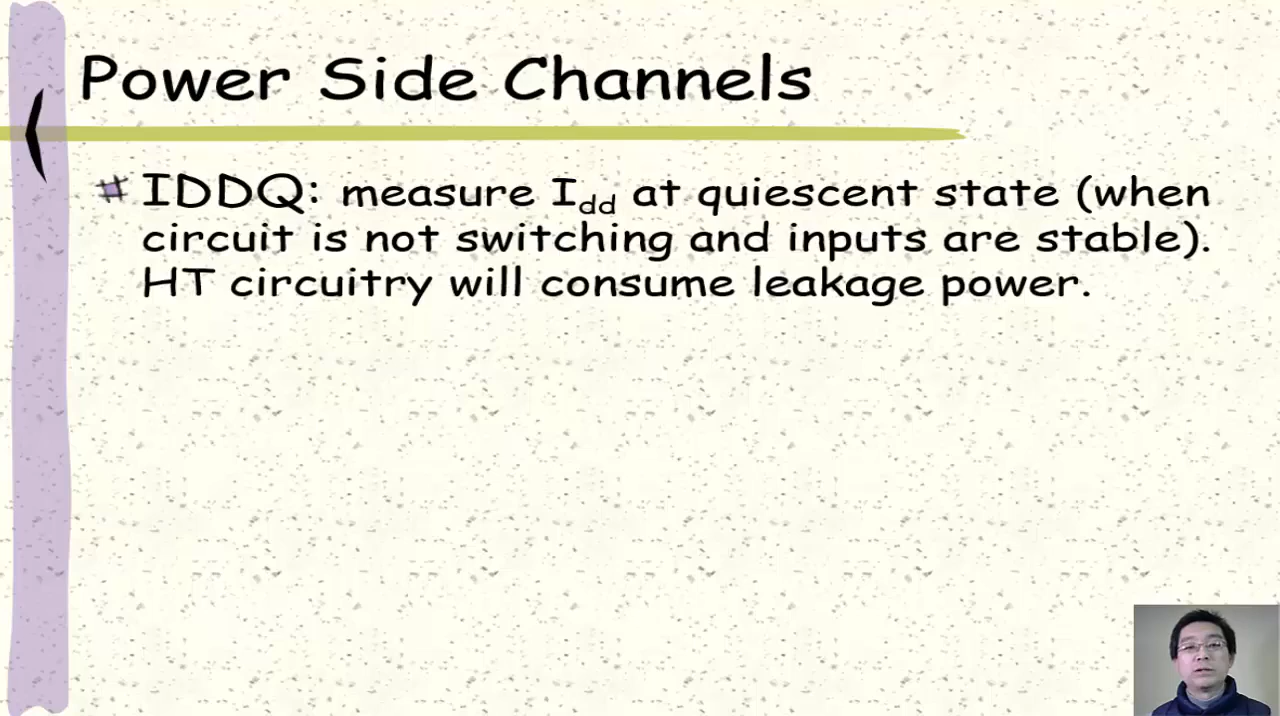 Power Side Channels
IDDQ: measure Idd at quiescent state (when
circuit is not switching and inputs are stable).
HT circuitry will consume leakage power.